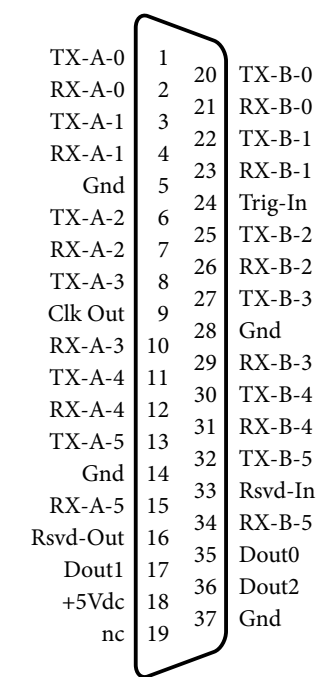 TX-A-0 1
20 TX-B-0
RX-A-0 2
21 RX-B-0
TX-A-1 3
22 TX-B-1
RX-A-1 4
23 RX-B-1
Gnd 5
24 Trig-In
TX-A-2 6
25 TX-B-2
RX-A-2 7
26 RX-B-2
TX-A-3 8
27 TX-B-3
Clk Out 9
28 Gnd
RX-A-3 10
29 RX-B-3
TX-A-4 11
30 TX-B-4
RX-A-4 12
31 RX-B-4
TX-A-5 13
32 TX-B-5
Gnd 14
33 Rsvd-In
RX-A-5 15
34 RX-B-5
Rsvd-Out 16
35 Dout0
Dout1 17
36 Dout2
+5Vdc 18
37 Gnd
nc 19